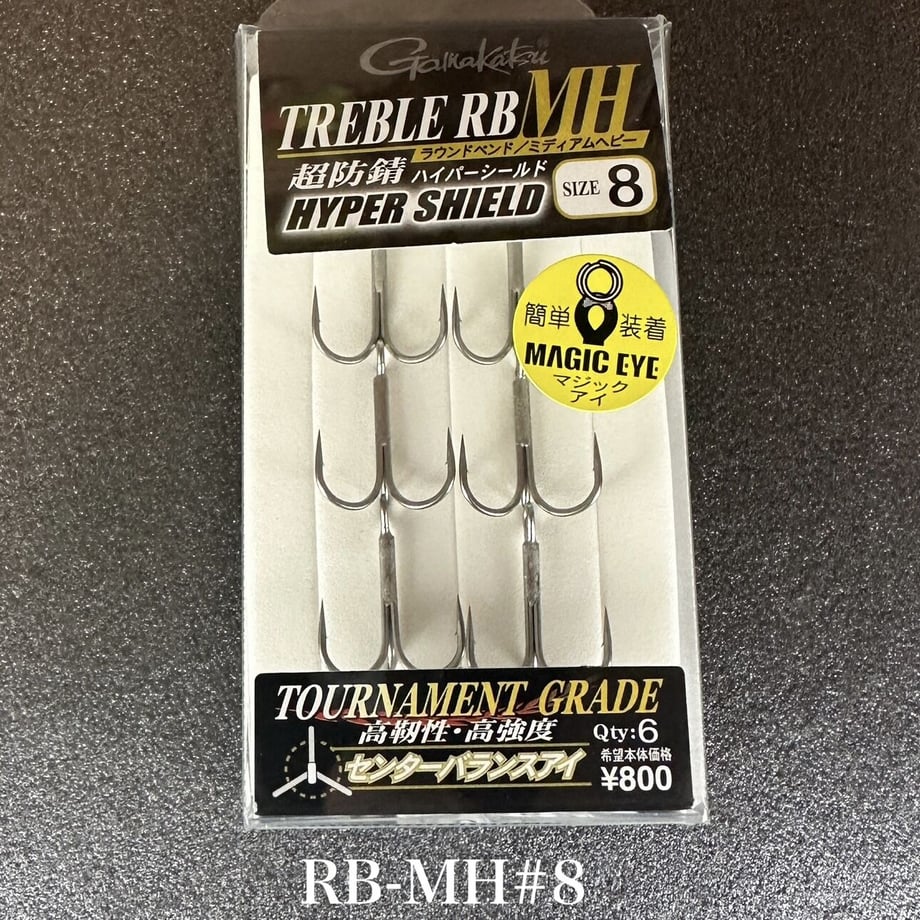 Gamakatsu
TREBLE RB MH
ラウンドベンド/ミディアムヘビー
超防錆 ハイパーシールド
HYPER SHIELD
SIZE 8
簡単 装着
MAGIC EYE
マジック
アイ
TOURNAMENT GRADE
高靭性・高強度
Qty:6
センターバランスアイ
希望本体価格
¥800
RB-MH#8